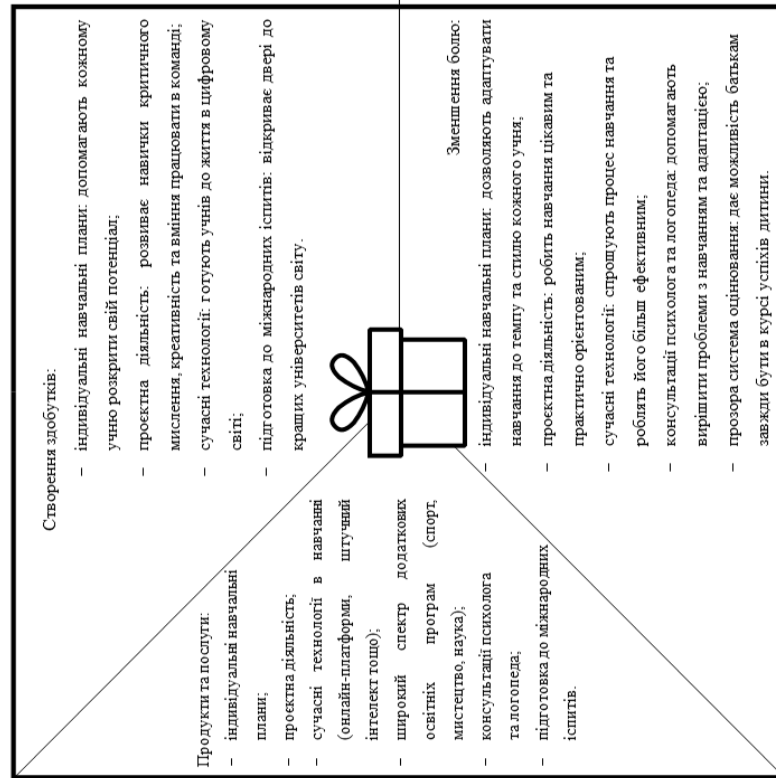 Створення здобутків:
– індивідуальні навчальні плани: допомагають кожному
учню розкрити свій потенціал;
– проєктна діяльність: розвиває навички критичного
мислення, креативність та вміння працювати в команді;
– сучасні технології: готують учнів до життя в цифровому
світі;
– підготовка до міжнародних іспитів: відкриває двері до
кращих університетів світу.
Продукти та послуги:
– індивідуальні навчальні
плани;
– проєктна діяльність;
– сучасні технології в навчанні
(онлайн-платформи, штучний
інтелект тощо);
– широкий спектр додаткових
освітніх програм (спорт,
мистецтво, наука);
– консультації психолога
та логопеда;
– підготовка до міжнародних
іспитів.
Зменшення болю:
– індивідуальні навчальні плани: дозволяють адаптувати
навчання до темпу та стилю кожного учня;
– проєктна діяльність: робить навчання цікавим та
практично орієнтованим;
– сучасні технології: спрощують процес навчання та
роблять його більш ефективним;
– консультації психолога та логопеда: допомагають
вирішити проблеми з навчанням та адаптацією;
– прозора система оцінювання: дає можливість батькам
завжди бути в курсі успіхів дитини.